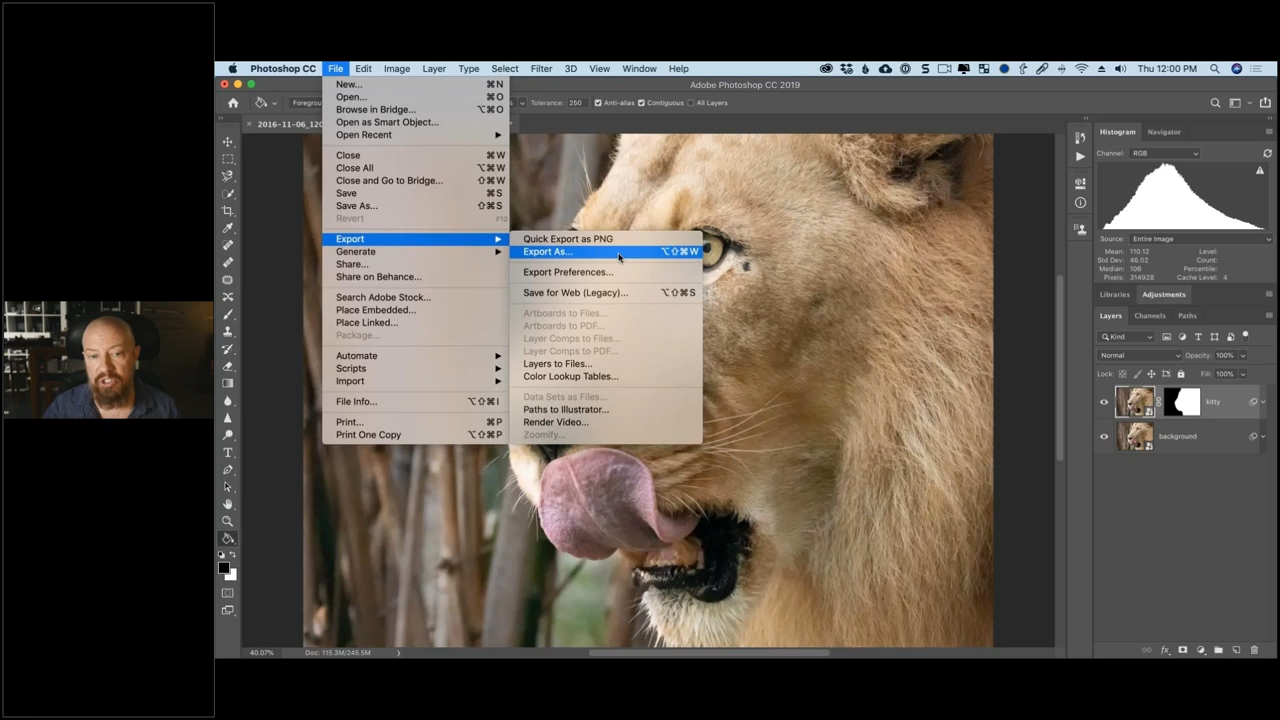 Photoshop CC File Edit Image Layer Type Select Filter 3D View Window Help Thu 12:00 PM
Adobe Photoshop CC 2019
Tolerance: 250 Anti-alias Contiguous All Layers
New... ⌘N
Open... ⌘O
Browse in Bridge... ⌥⌘O
Open as Smart Object...
Open Recent
Close ⌘W
Close All ⌥⌘W
Close and Go to Bridge... ⇧⌘W
Save ⌘S
Save As... ⇧⌘S
Revert F12
Export
Generate
Share...
Share on Behance...
Search Adobe Stock...
Place Embedded...
Place Linked...
Package...
Automate
Scripts
Import
File Info... ⌥⇧⌘I
Print... ⌘P
Print One Copy ⌥⇧⌘P
Quick Export as PNG
Export As... ⌥⇧⌘W
Export Preferences...
Save for Web (Legacy)... ⌥⇧⌘S
Artboards to Files...
Artboards to PDF...
Layer Comps to Files...
Layer Comps to PDF...
Layers to Files...
Color Lookup Tables...
Data Sets as Files...
Paths to Illustrator...
Render Video...
Zoomify...
Histogram Navigator
Channel: RGB
Source: Entire Image
Mean: 110.12 Level:
Std Dev: 46.02 Count:
Median: 106 Percentile:
Pixels: 314928 Cache Level: 4
Libraries Adjustments
Layers Channels Paths
Kind
Normal Opacity: 100%
Lock: Fill: 100%
kitty
background
40.07% Doc: 115.3M/245.5M